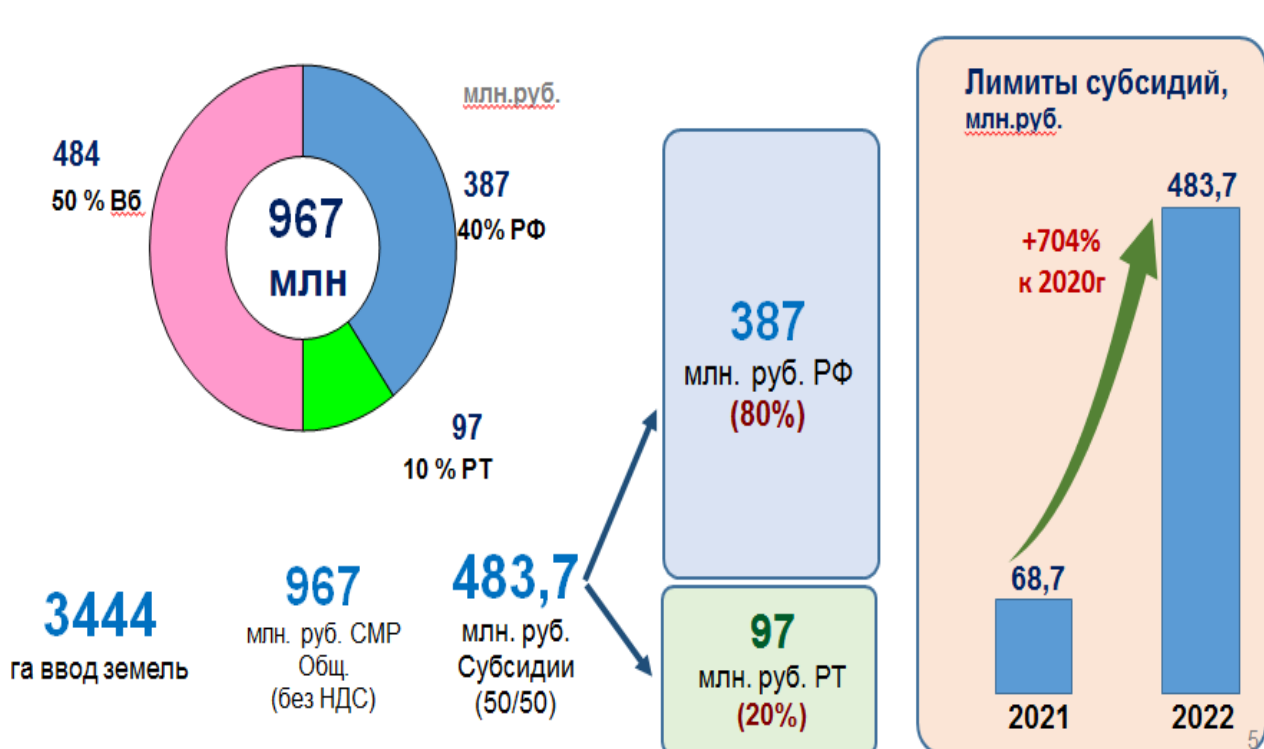 млн.руб.
484
50 % Вб
387
40% РФ
967
млн
97
10 % РТ
3444
га ввод земель
967
млн. руб. СМР
Общ.
(без НДС)
483,7
млн. руб.
Субсидии
(50/50)
387
млн. руб. РФ
(80%)
97
млн. руб. РТ
(20%)
Лимиты субсидий,
млн.руб.
483,7
+704%
к 2020г
68,7
2021
2022
5